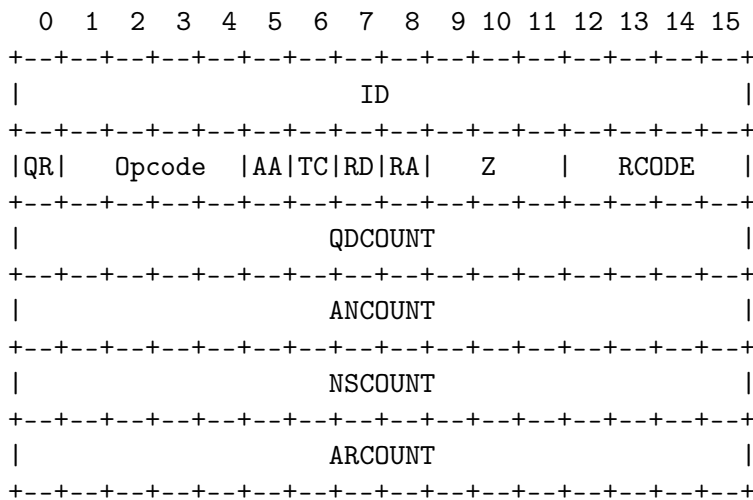 0  1  2  3  4  5  6  7  8  9 10 11 12 13 14 15
+--+--+--+--+--+--+--+--+--+--+--+--+--+--+--+--+
|                      ID                       |
+--+--+--+--+--+--+--+--+--+--+--+--+--+--+--+--+
|QR|   Opcode  |AA|TC|RD|RA|   Z    |   RCODE   |
+--+--+--+--+--+--+--+--+--+--+--+--+--+--+--+--+
|                    QDCOUNT                    |
+--+--+--+--+--+--+--+--+--+--+--+--+--+--+--+--+
|                    ANCOUNT                    |
+--+--+--+--+--+--+--+--+--+--+--+--+--+--+--+--+
|                    NSCOUNT                    |
+--+--+--+--+--+--+--+--+--+--+--+--+--+--+--+--+
|                    ARCOUNT                    |
+--+--+--+--+--+--+--+--+--+--+--+--+--+--+--+--+